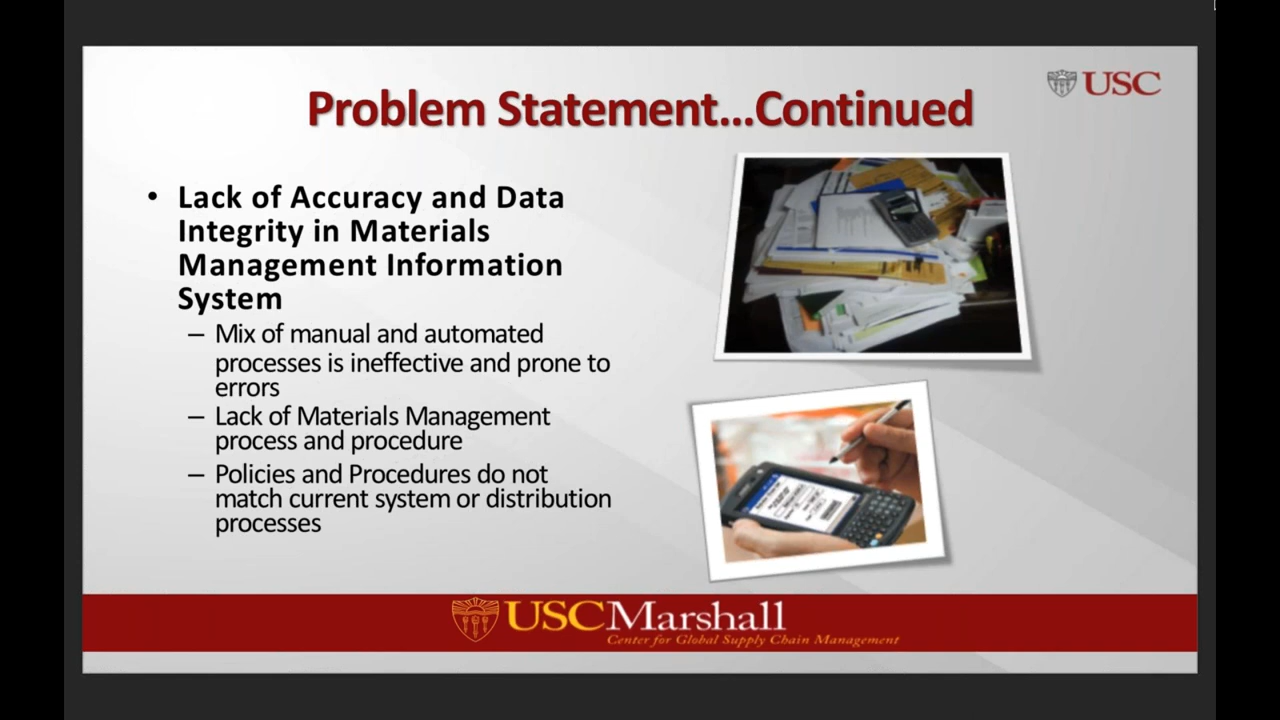 Problem Statement...Continued
USC
• Lack of Accuracy and Data
Integrity in Materials
Management Information
System
– Mix of manual and automated
processes is ineffective and prone to
errors
– Lack of Materials Management
process and procedure
– Policies and Procedures do not
match current system or distribution
processes
USCMarshall
Center for Global Supply Chain Management